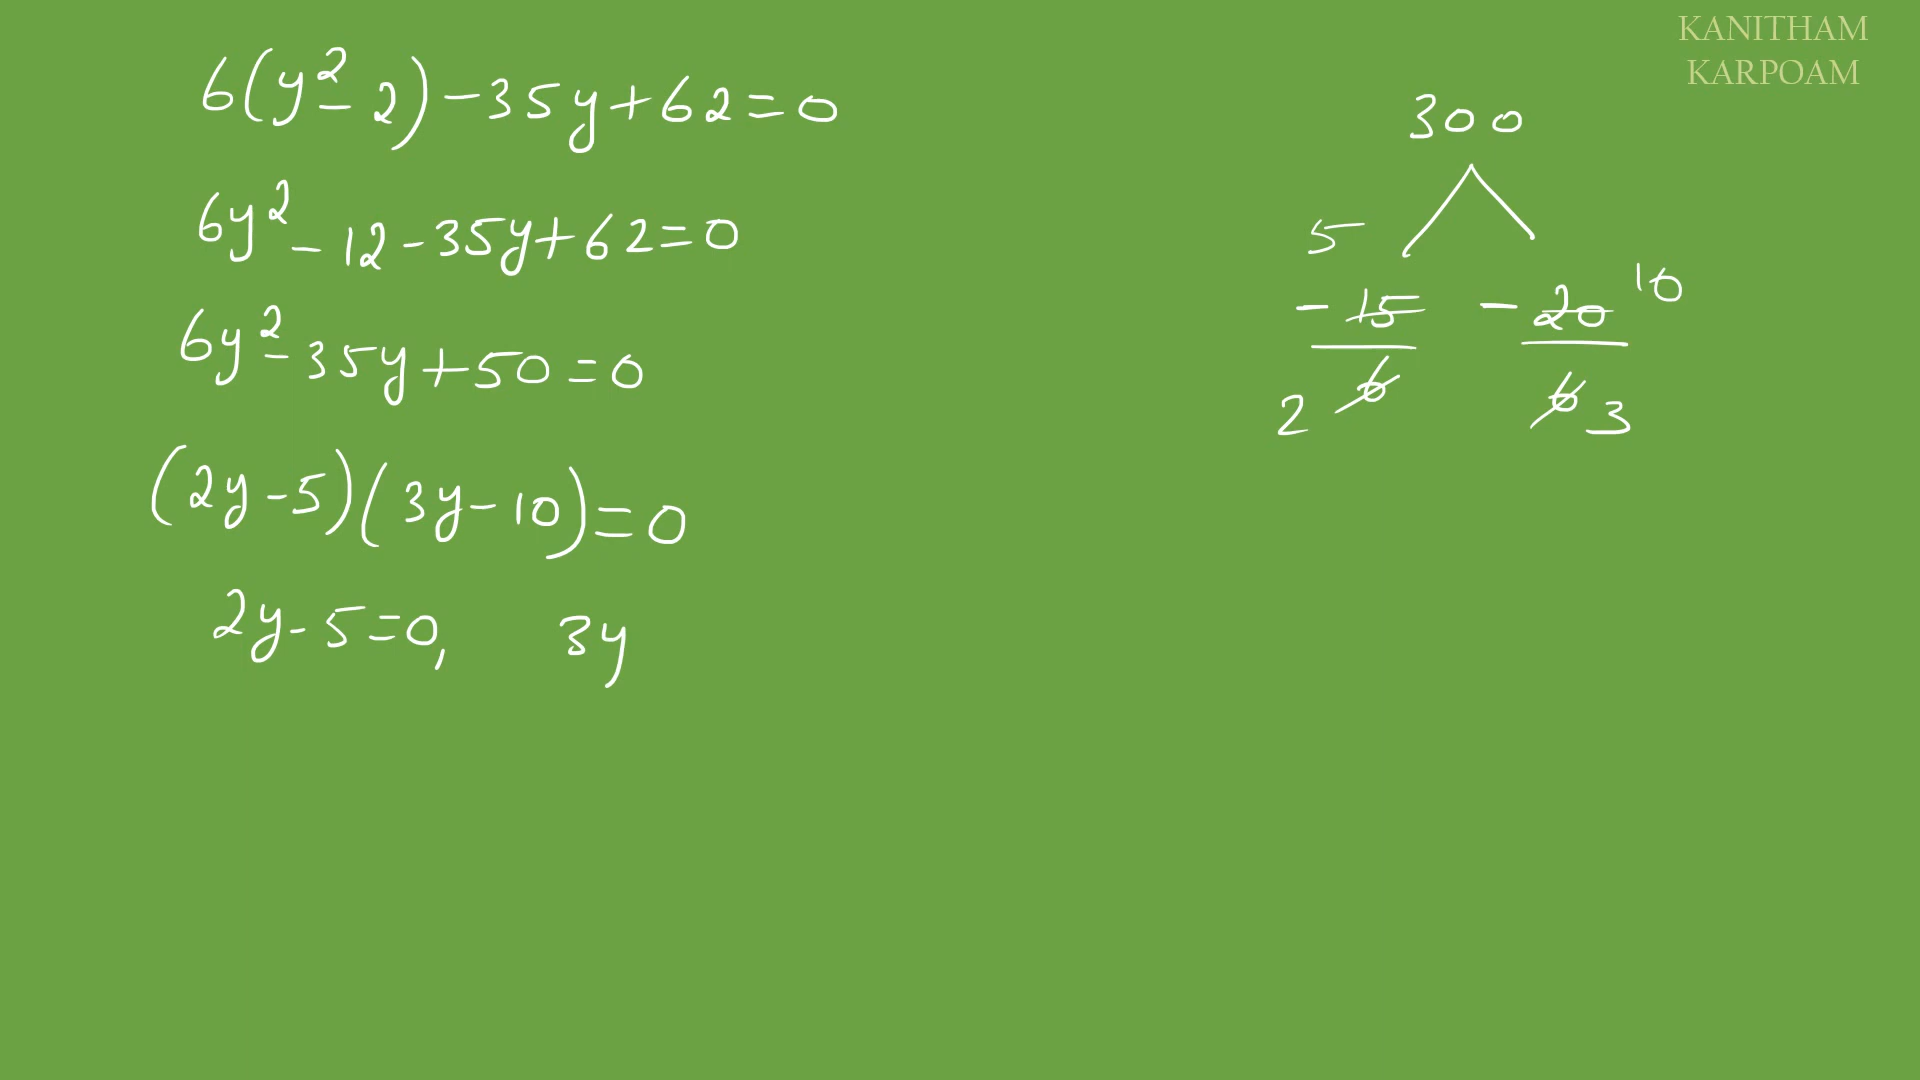 KANITHAM
KARPOAM
6(y²-2)-35y+62=0
6y²-12-35y+62=0
6y²-35y+50=0
(2y-5)(3y-10)=0
2y-5=0, 3y
300
5
-15 -20 10
2 6 6 3